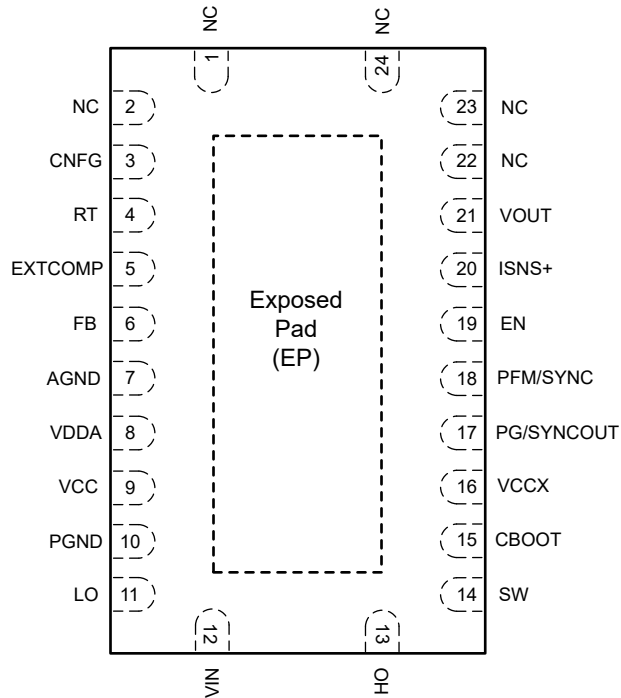 NC
NC
1
24
NC
2
23
NC
CNFG
3
22
NC
RT
4
21
VOUT
EXTCOMP
5
20
ISNS+
FB
6
19
EN
AGND
7
18
PFM/SYNC
VDDA
8
17
PG/SYNCOUT
VCC
9
16
VCCX
PGND
10
15
CBOOT
LO
11
14
SW
Exposed
Pad
(EP)
12
13
VIN
HO